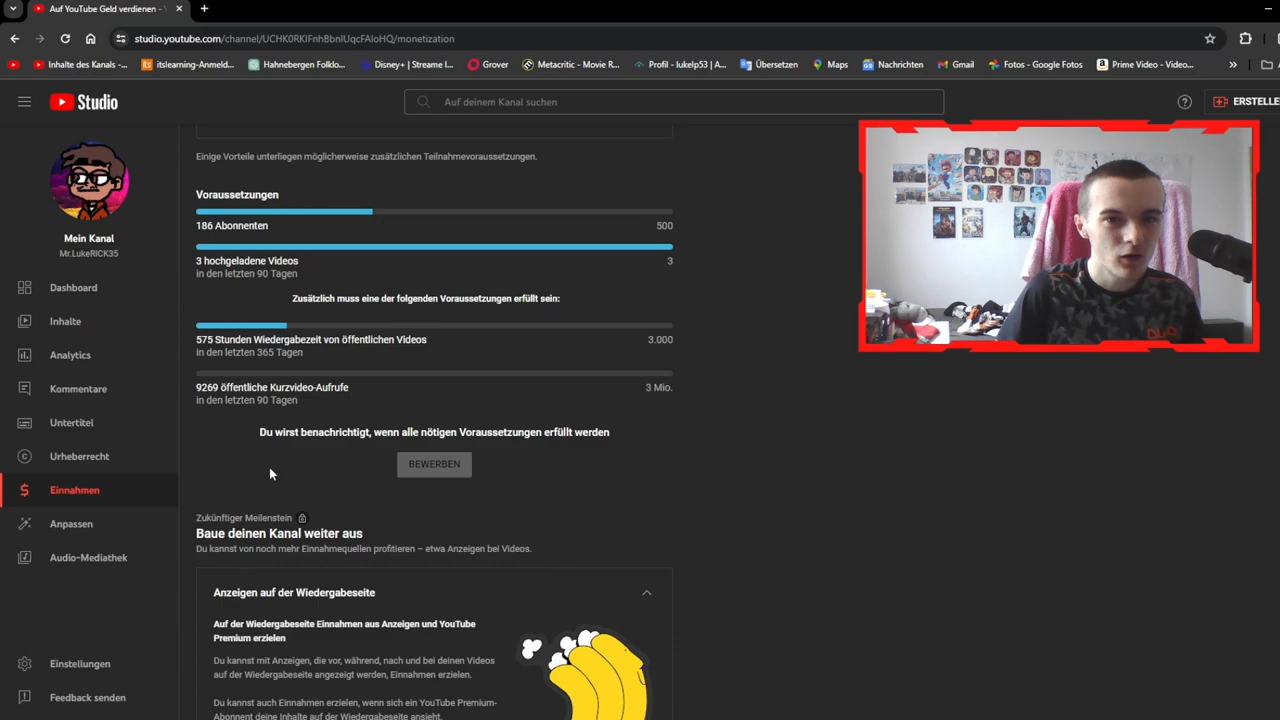 Auf YouTube Geld verdienen -
studio.youtube.com/channel/UCHK0RKIFnhBbnIUqcFAIoHQ/monetization
Inhalte des Kanals -...
itslearning-Anmeld...
Hahnebergen Folklo...
Disney+ | Streame I...
Grover
Metacritic - Movie R...
Profil - lukelp53 | A...
Übersetzen
Maps
Nachrichten
Gmail
Fotos - Google Fotos
Prime Video - Video...
Studio
Auf deinem Kanal suchen
ERSTELLE
Mein Kanal
Mr.LukeRICK35
Dashboard
Inhalte
Analytics
Kommentare
Untertitel
Urheberrecht
Einnahmen
Anpassen
Audio-Mediathek
Einstellungen
Feedback senden
Einige Vorteile unterliegen möglicherweise zusätzlichen Teilnahmevoraussetzungen.
Voraussetzungen
186 Abonnenten 500
3 hochgeladene Videos 3
in den letzten 90 Tagen
Zusätzlich muss eine der folgenden Voraussetzungen erfüllt sein:
575 Stunden Wiedergabezeit von öffentlichen Videos 3.000
in den letzten 365 Tagen
9269 öffentliche Kurzvideo-Aufrufe 3 Mio.
in den letzten 90 Tagen
Du wirst benachrichtigt, wenn alle nötigen Voraussetzungen erfüllt werden
BEWERBEN
Zukünftiger Meilenstein
Baue deinen Kanal weiter aus
Du kannst von noch mehr Einnahmequellen profitieren – etwa Anzeigen bei Videos.
Anzeigen auf der Wiedergabeseite
Auf der Wiedergabeseite Einnahmen aus Anzeigen und YouTube
Premium erzielen
Du kannst mit Anzeigen, die vor, während, nach und bei deinen Videos
auf der Wiedergabeseite angezeigt werden, Einnahmen erzielen.
Du kannst auch Einnahmen erzielen, wenn sich ein YouTube Premium-
Abonnent deine Inhalte auf der Wiedergabeseite ansieht.